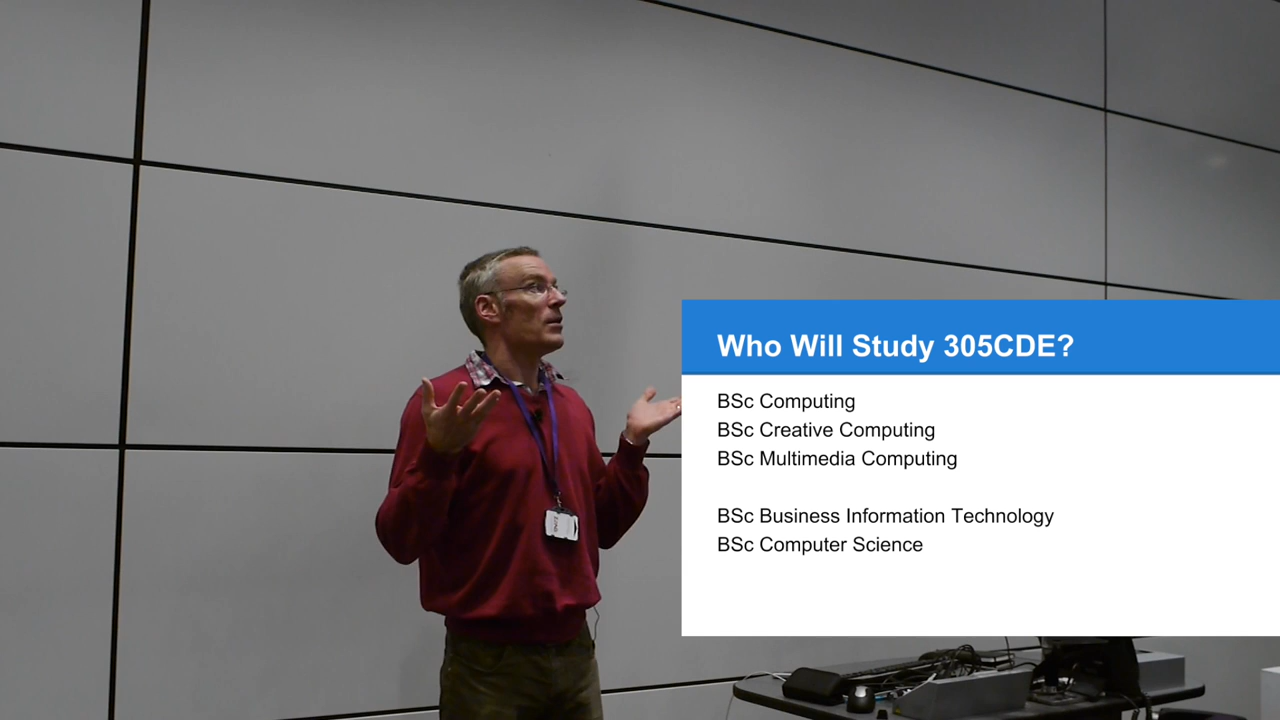 Who Will Study 305CDE?
BSc Computing
BSc Creative Computing
BSc Multimedia Computing
BSc Business Information Technology
BSc Computer Science